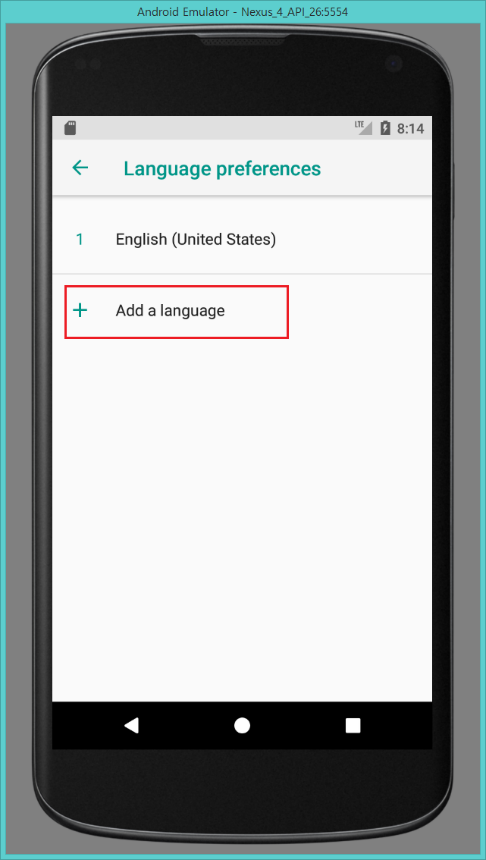 Android Emulator - Nexus_4_API_26:5554
LTE 8:14
Language preferences
1 English (United States)
+ Add a language